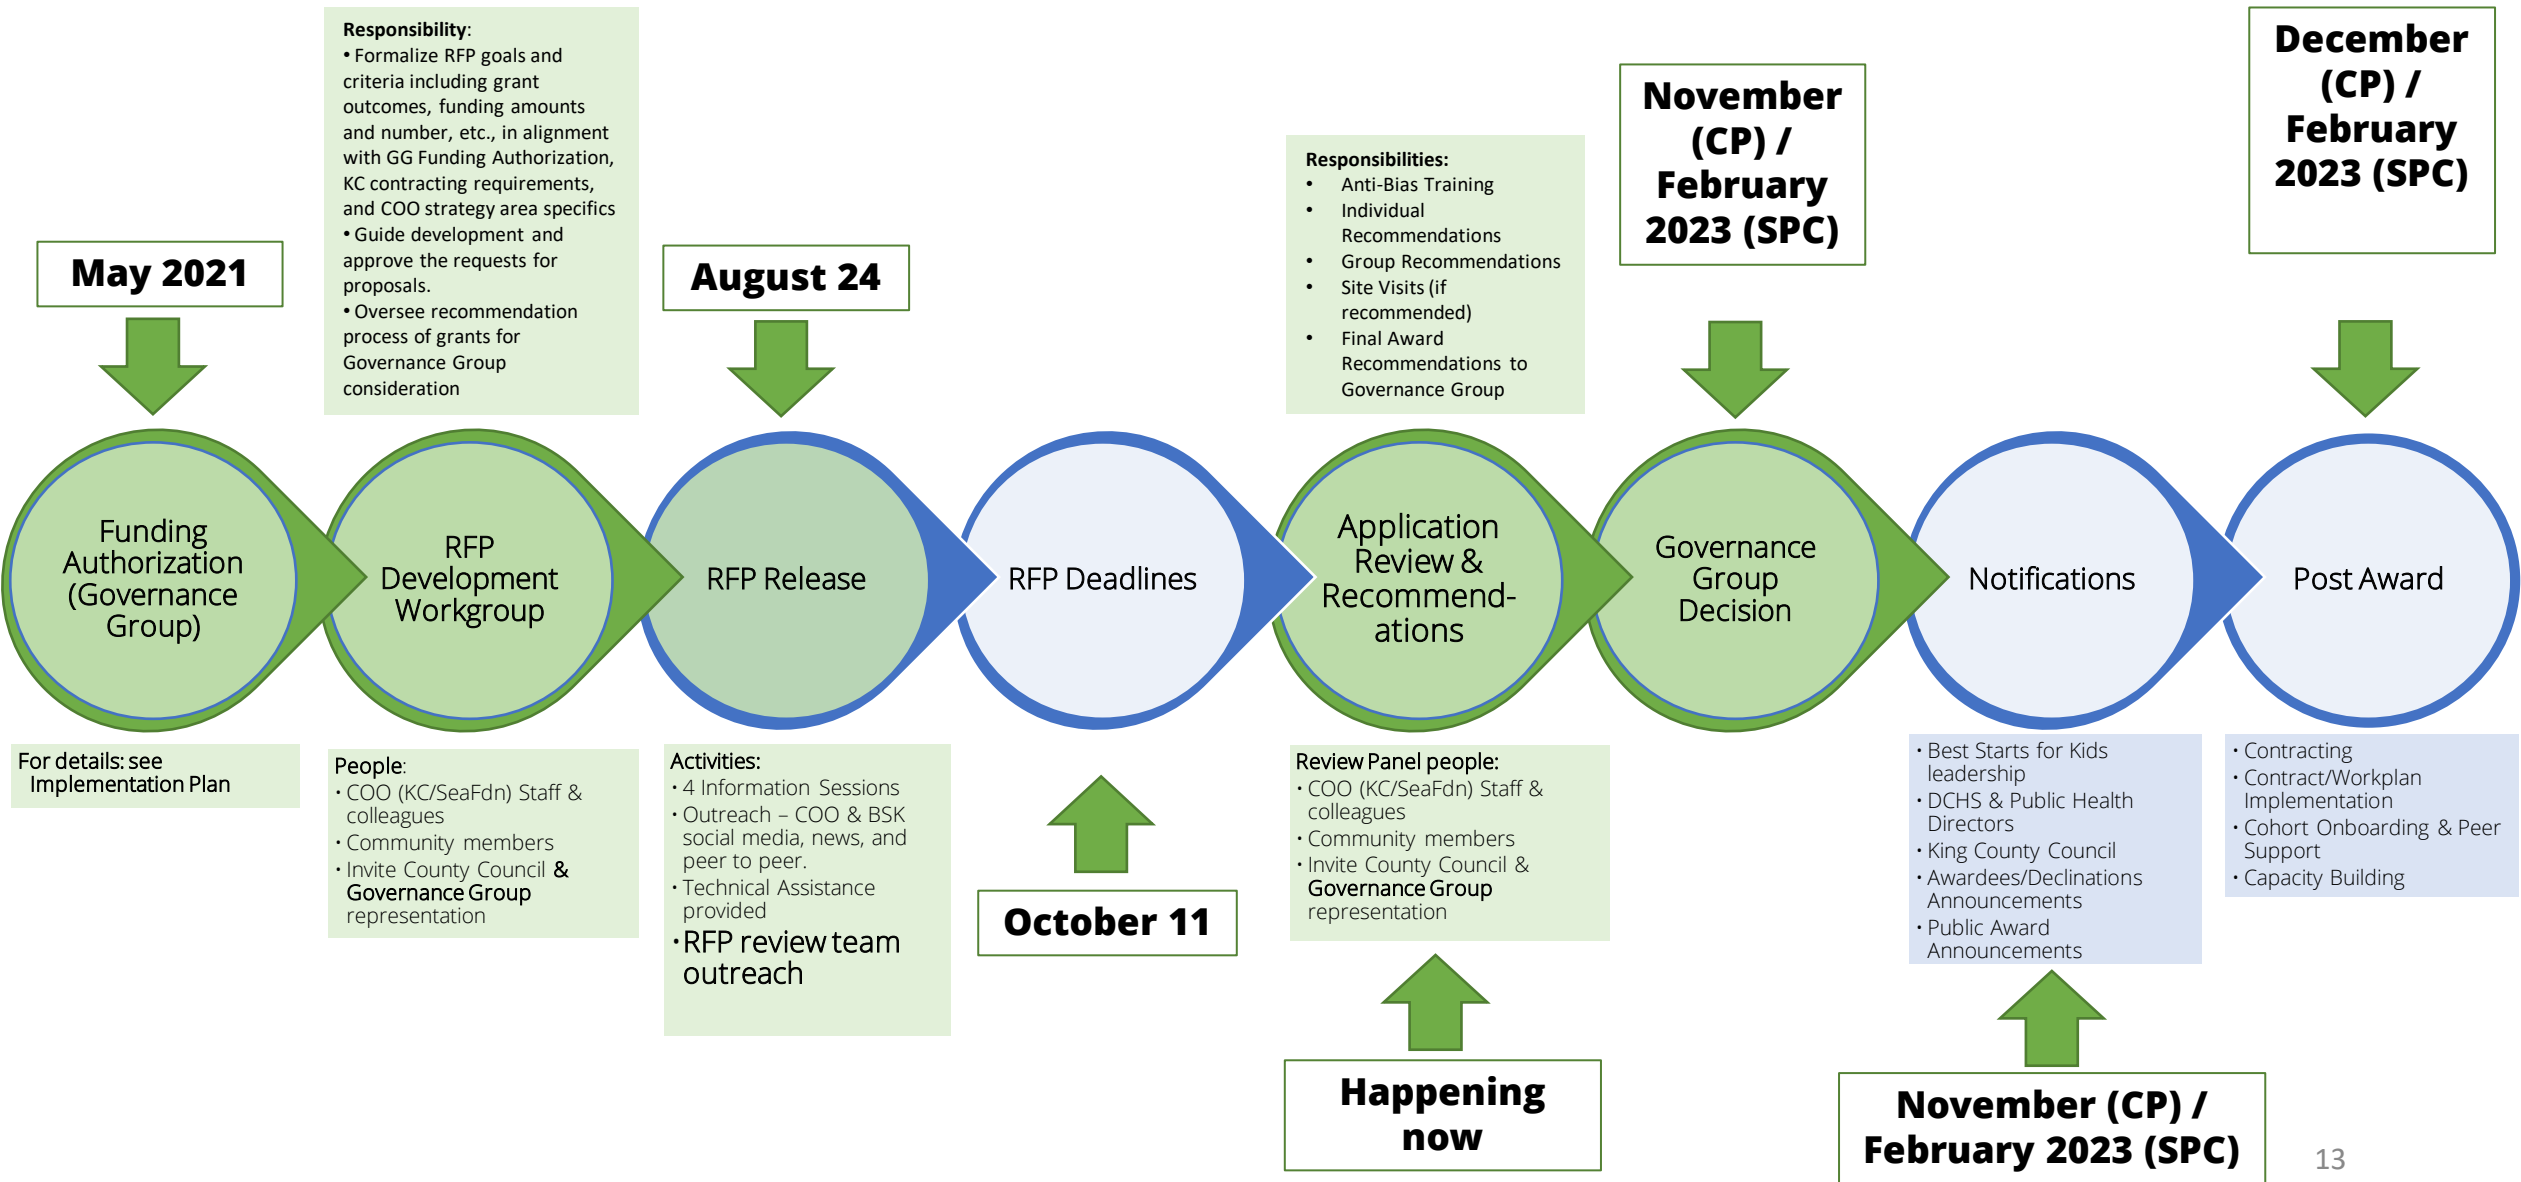 Responsibility:
• Formalize RFP goals and
criteria including grant
outcomes, funding amounts
and number, etc., in alignment
with GG Funding Authorization,
KC contracting requirements,
and COO strategy area specifics
• Guide development and
approve the requests for
proposals.
• Oversee recommendation
process of grants for
Governance Group
consideration
Responsibilities:
• Anti-Bias Training
• Individual
Recommendations
• Group Recommendations
• Site Visits (if
recommended)
• Final Award
Recommendations to
Governance Group
November
(CP) /
February
2023 (SPC)
December
(CP) /
February
2023 (SPC)
May 2021
August 24
Funding
Authorization
(Governance
Group)
RFP
Development
Workgroup
RFP Release
RFP Deadlines
Application
Review &
Recommend-
ations
Governance
Group
Decision
Notifications
Post Award
For details: see
Implementation Plan
People:
• COO (KC/SeaFdn) Staff &
colleagues
• Community members
• Invite County Council &
Governance Group
representation
Activities:
• 4 Information Sessions
• Outreach – COO & BSK
social media, news, and
peer to peer.
• Technical Assistance
provided
• RFP review team
outreach
October 11
Review Panel people:
• COO (KC/SeaFdn) Staff &
colleagues
• Community members
• Invite County Council &
Governance Group
representation
Happening
now
• Best Starts for Kids
leadership
• DCHS & Public Health
Directors
• King County Council
• Awardees/Declinations
Announcements
• Public Award
Announcements
November (CP) /
February 2023 (SPC)
• Contracting
• Contract/Workplan
Implementation
• Cohort Onboarding & Peer
Support
• Capacity Building
13